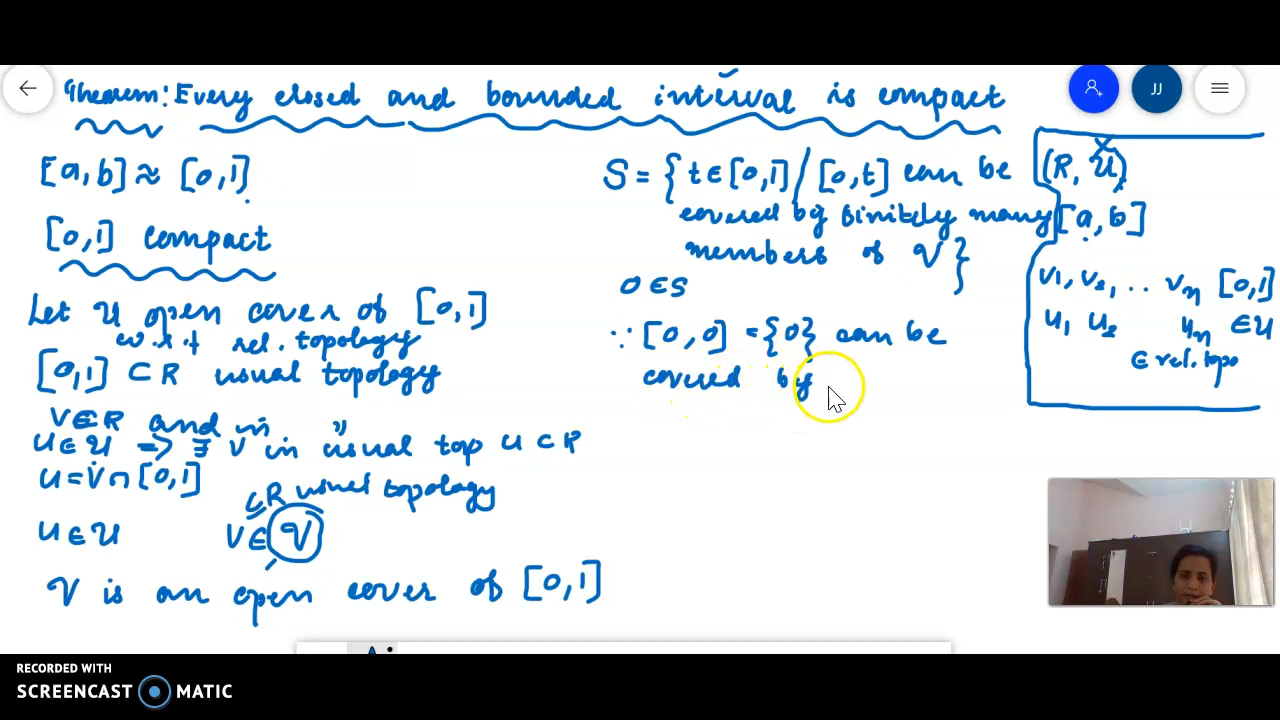 Theorem: Every closed and bounded interval is compact
[a,b] ≈ [0,1]
[0,1] compact
Let 𝒰 open cover of [0,1]
w.r.t rel. topology
[0,1] ⊂ R usual topology
V∈R and in "
U∈𝒰 => ∃ V in usual top U ⊂ R
U=V∩[0,1]
⊆R usual topology
U∈𝒰 V∈𝒱
𝒱 is an open cover of [0,1]
S = {t∈[0,1]/[0,t] can be
covered by finitely many
members of 𝒱}
0∈S
∵ [0,0] = {0} can be
covered by
(R, 𝒰)
[a,b]
V1, V2, .. Vn [0,1]
U1 U2 Un ∈𝒰
∈ rel. topo
JJ
RECORDED WITH
SCREENCAST MATIC